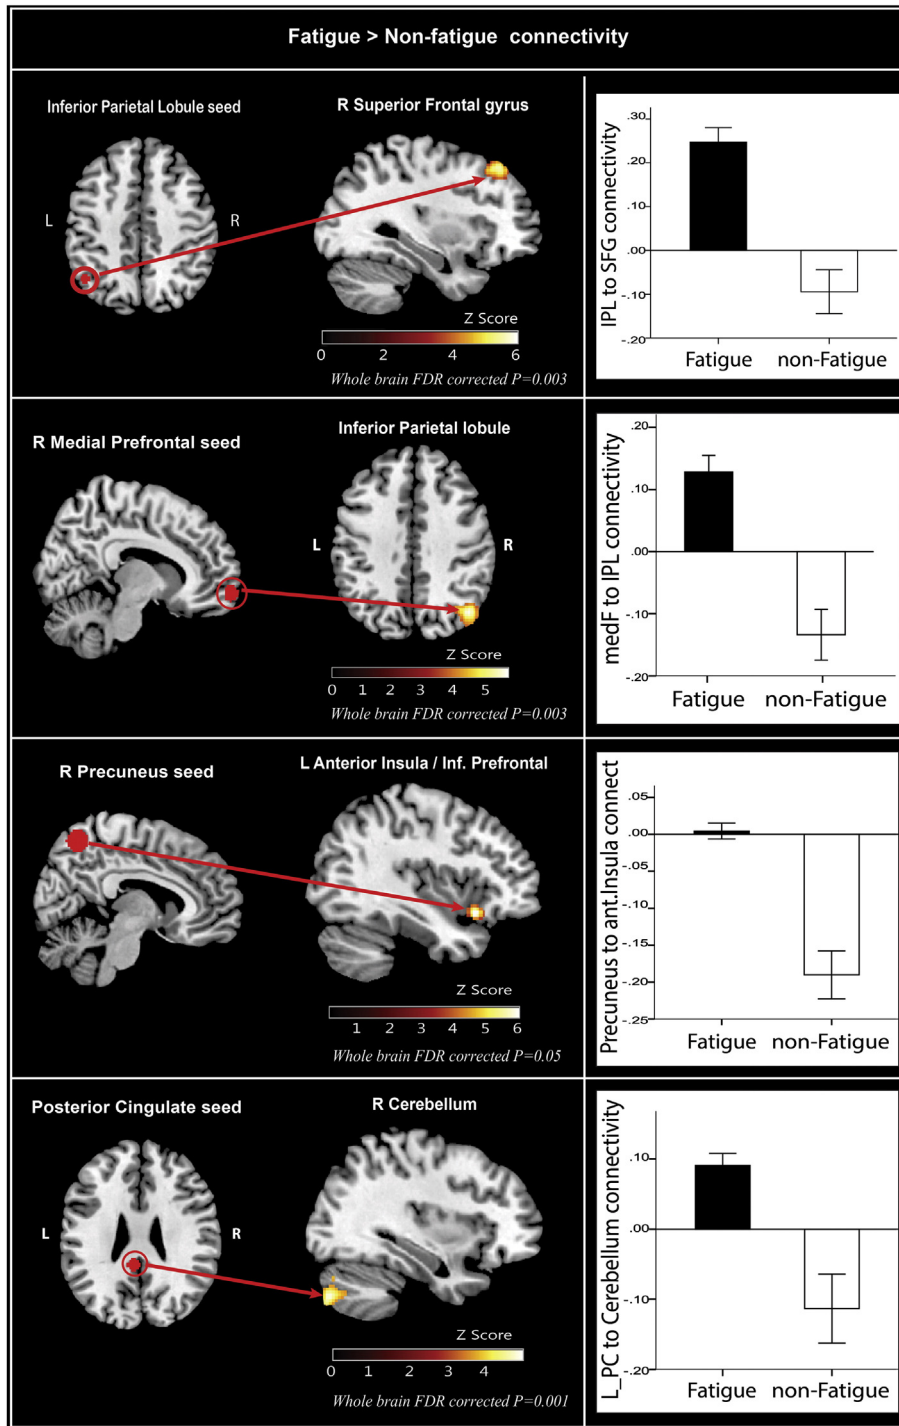 Fatigue > Non-fatigue connectivity
Inferior Parietal Lobule seed
R Superior Frontal gyrus
L
R
Z Score
0 2 4 6
Whole brain FDR corrected P=0.003
IPL to SFG connectivity
.30
.20
.00
-.10
-.20
Fatigue non-Fatigue
R Medial Prefrontal seed
Inferior Parietal lobule
L
R
Z Score
0 1 2 3 4 5
Whole brain FDR corrected P=0.003
medF to IPL connectivity
.20
.10
.00
-.10
-.20
Fatigue non-Fatigue
R Precuneus seed
L Anterior Insula / Inf. Prefrontal
Z Score
1 2 3 4 5 6
Whole brain FDR corrected P=0.05
Precuneus to ant.Insula connect
.05
.00
-.05
-.10
-.15
-.20
-.25
Fatigue non-Fatigue
Posterior Cingulate seed
R Cerebellum
L
R
Z Score
0 1 2 3 4
Whole brain FDR corrected P=0.001
L_PC to Cerebellum connectivity
.10
.00
-.10
-.20
Fatigue non-Fatigue